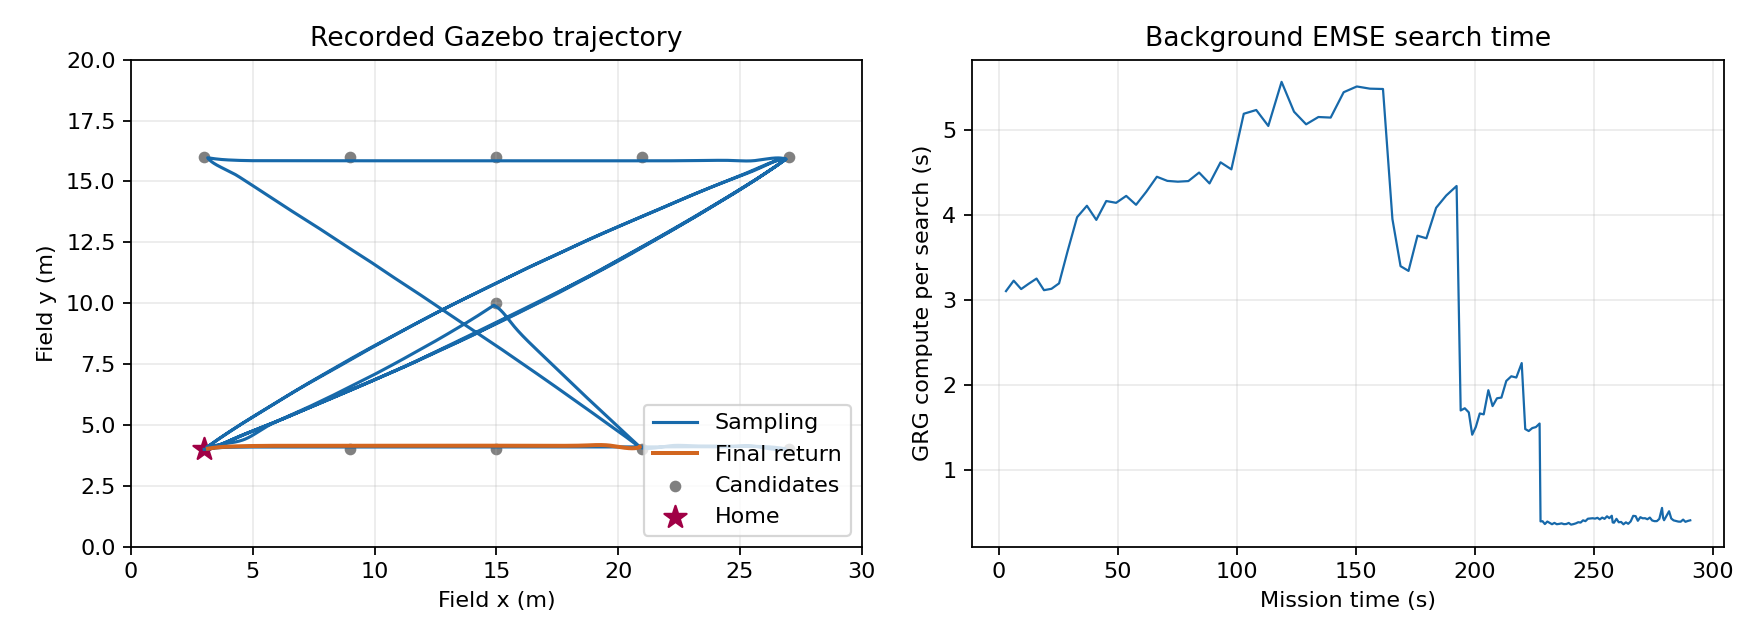 Recorded Gazebo trajectory
20.0
17.5
15.0
12.5
10.0
7.5
5.0
2.5
0.0
Field y (m)
0 5 10 15 20 25 30
Field x (m)
Sampling
Final return
Candidates
Home
Background EMSE search time
5
4
3
2
1
GRG compute per search (s)
0 50 100 150 200 250 300
Mission time (s)